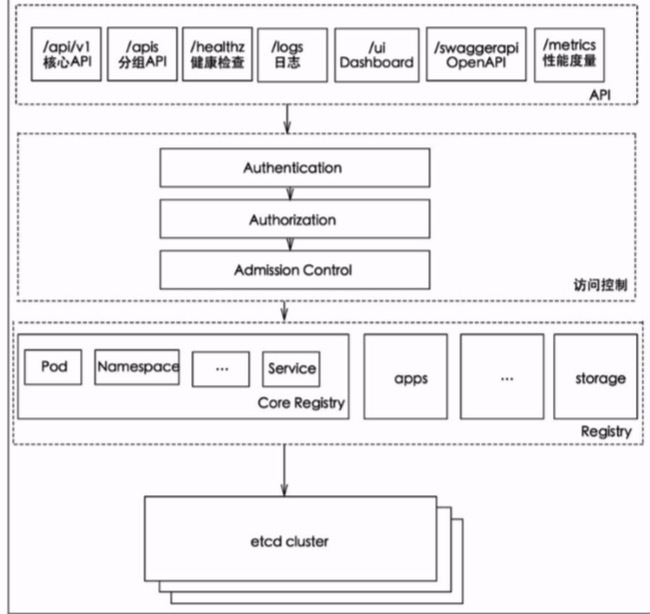 /api/v1
核心API
/apis
分组API
/healthz
健康检查
/logs
日志
/ui
Dashboard
/swaggerapi
OpenAPI
/metrics
性能度量
API
Authentication
Authorization
Admission Control
访问控制
Pod
Namespace
...
Service
Core Registry
apps
...
storage
Registry
etcd cluster